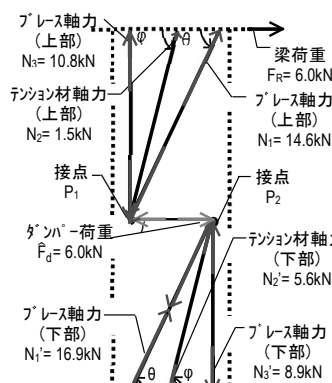 ブレース軸力
(上部)
N₃= 10.8kN
φ
θ
梁荷重
F_R= 6.0kN
テンション材軸力
(上部)
N₂= 1.5kN
ブレース軸力
(上部)
N₁= 14.6kN
接点
P₁
接点
P₂
ダンパー荷重
F̂_d= 6.0kN
テンション材軸
(下部)
N₂'= 5.6kN
ブレース軸力
(下部)
N₁'= 16.9kN
θ
φ
ブレース軸力
(下部)
N₃'= 8.9kN